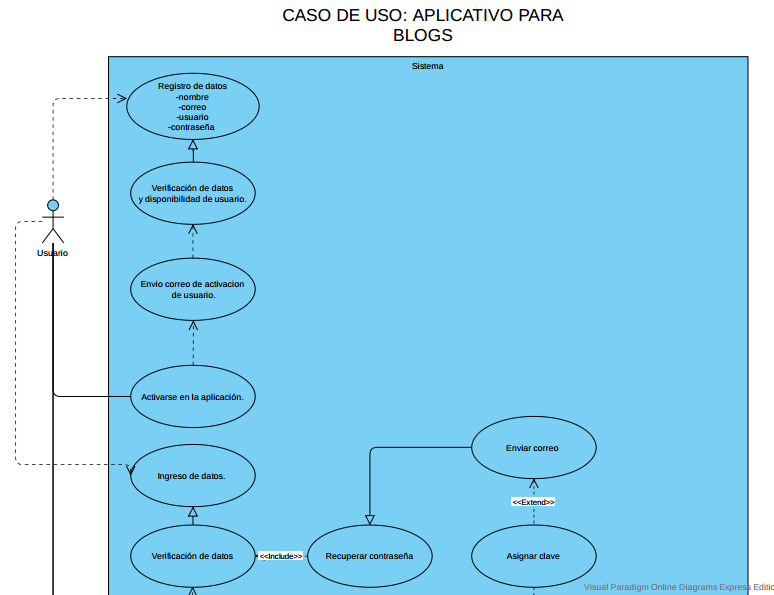 CASO DE USO: APLICATIVO PARA
BLOGS
Sistema
Registro de datos
-nombre
-correo
-usuario
-contraseña
Verificación de datos
y disponibilidad de usuario.
Usuario
Envio correo de activacion
de usuario.
Activarse en la aplicación.
Enviar correo
Ingreso de datos.
<<Extend>>
Verificación de datos
<<Include>>
Recuperar contraseña
Asignar clave
Visual Paradigm Online Diagrams Express Editio